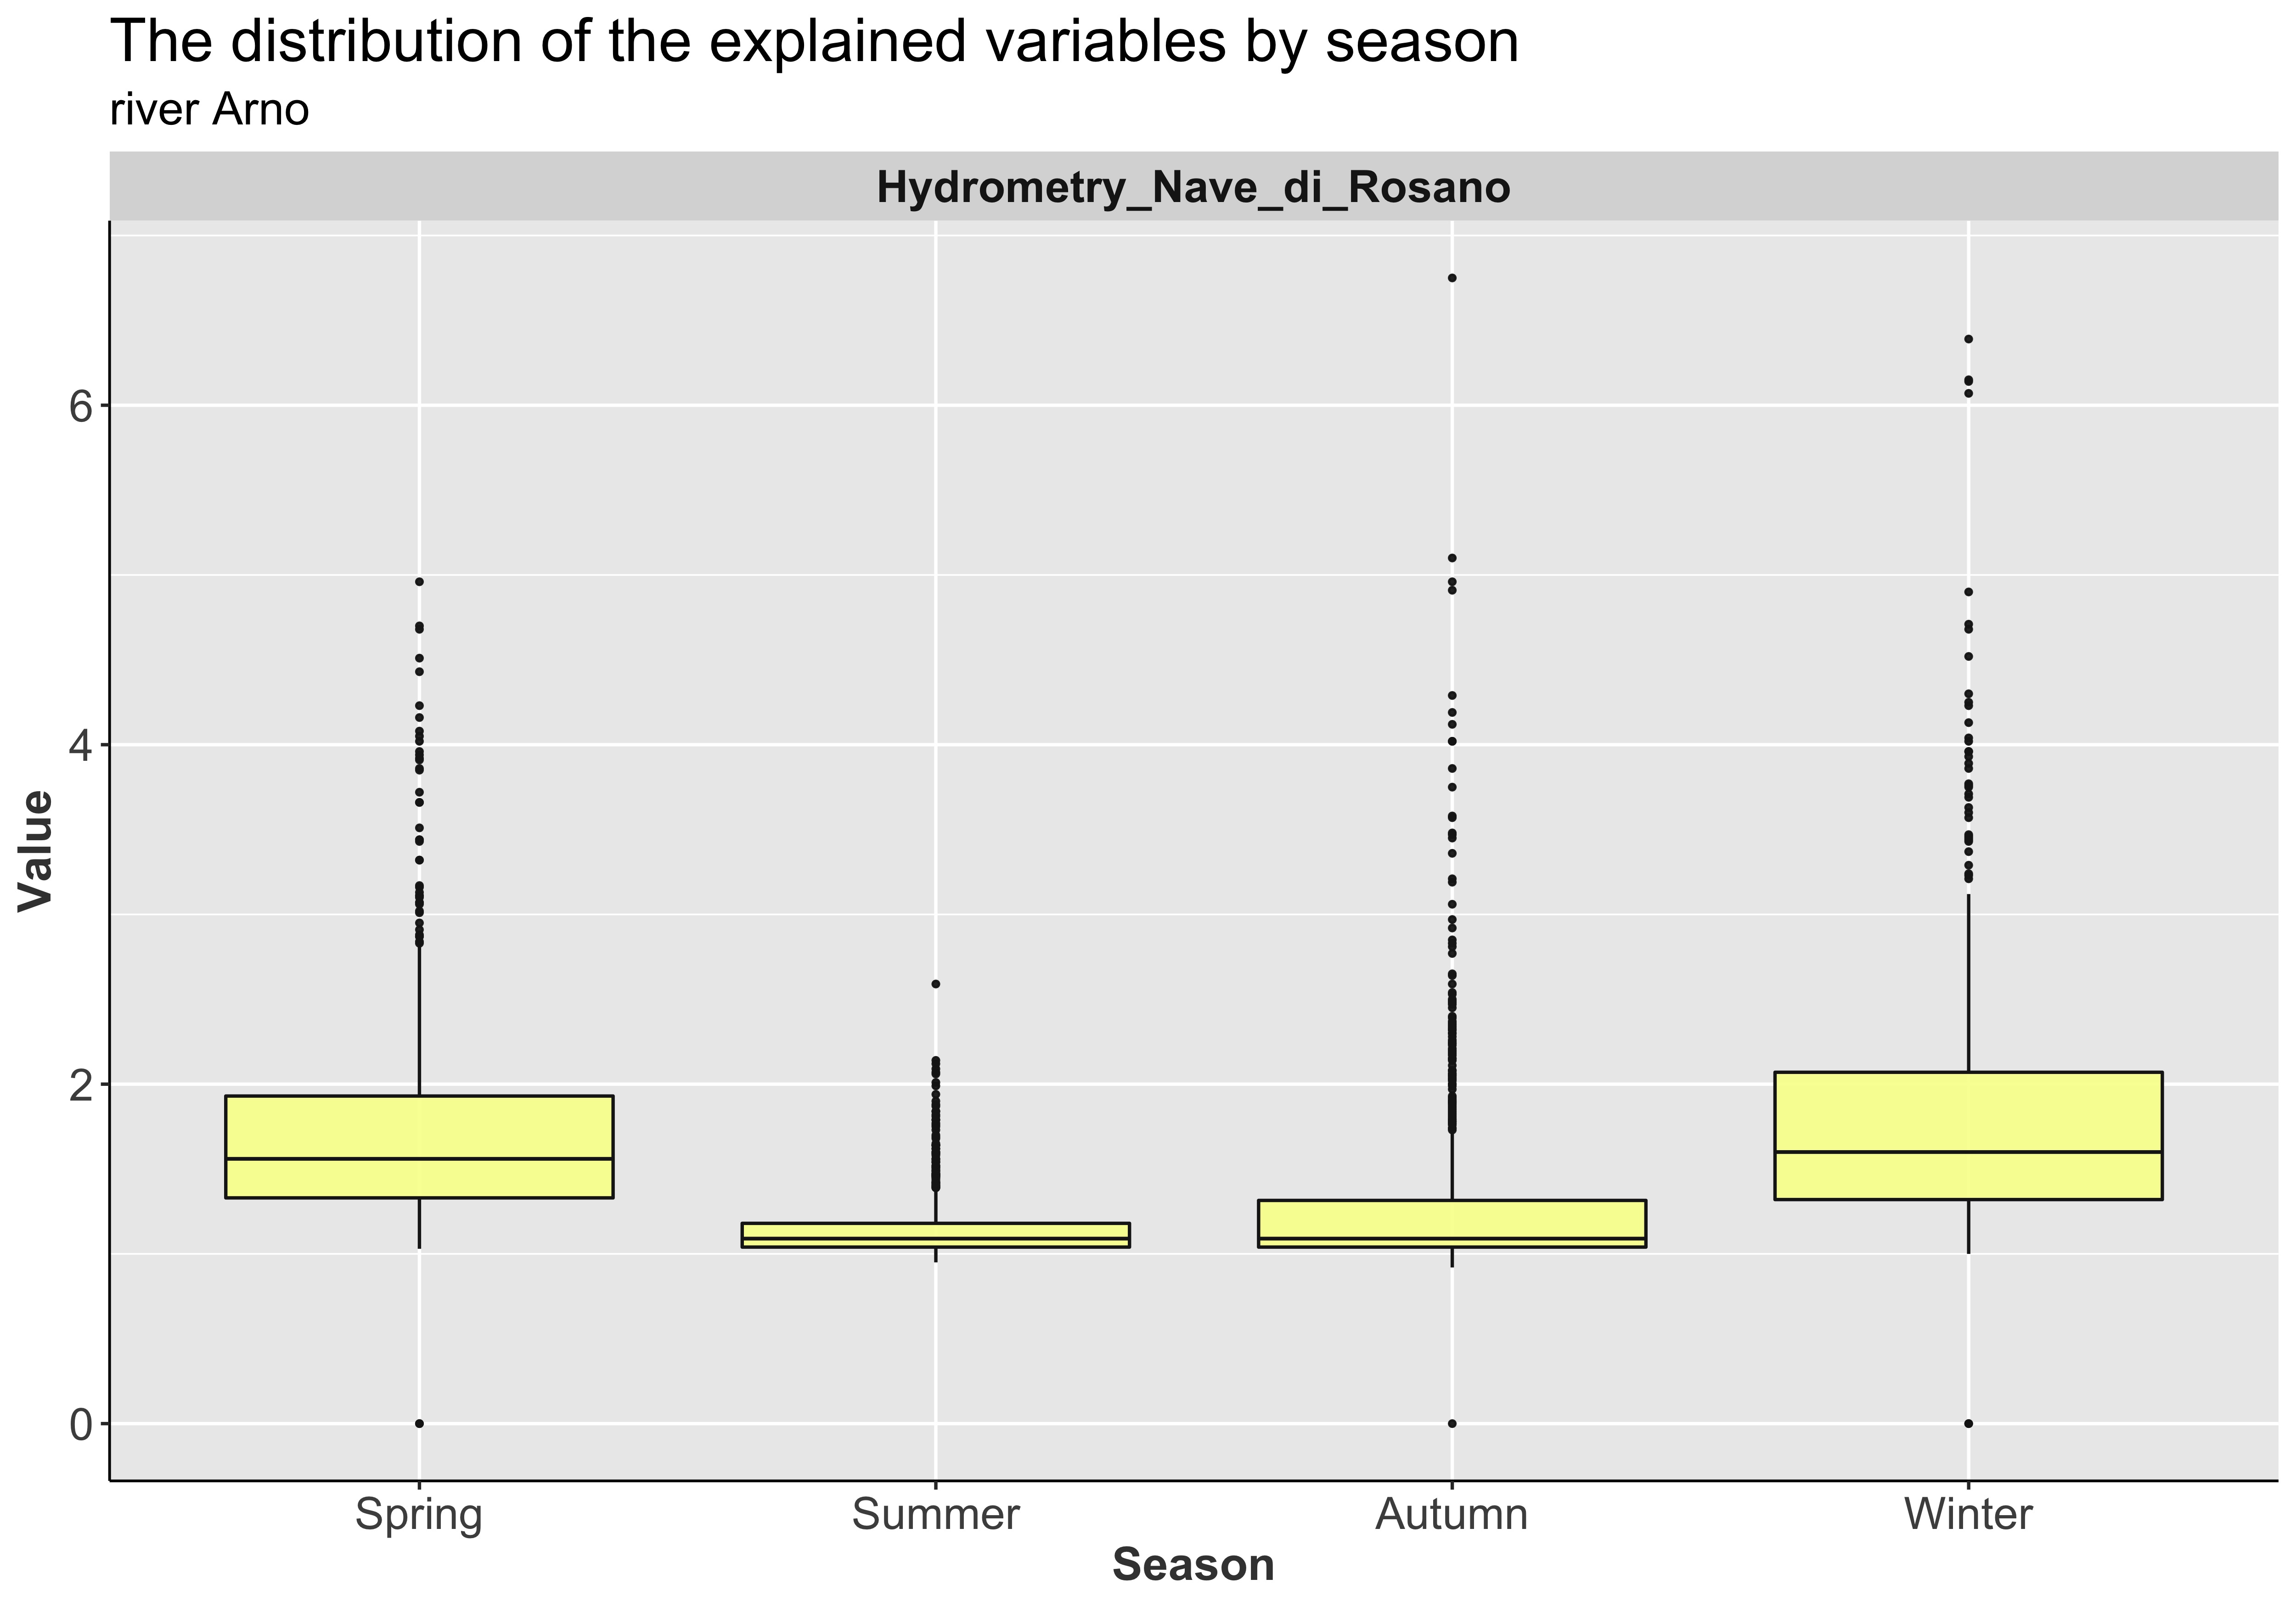 The distribution of the explained variables by season
river Arno
Hydrometry_Nave_di_Rosano
6
4
2
0
Value
Spring Summer Autumn Winter
Season